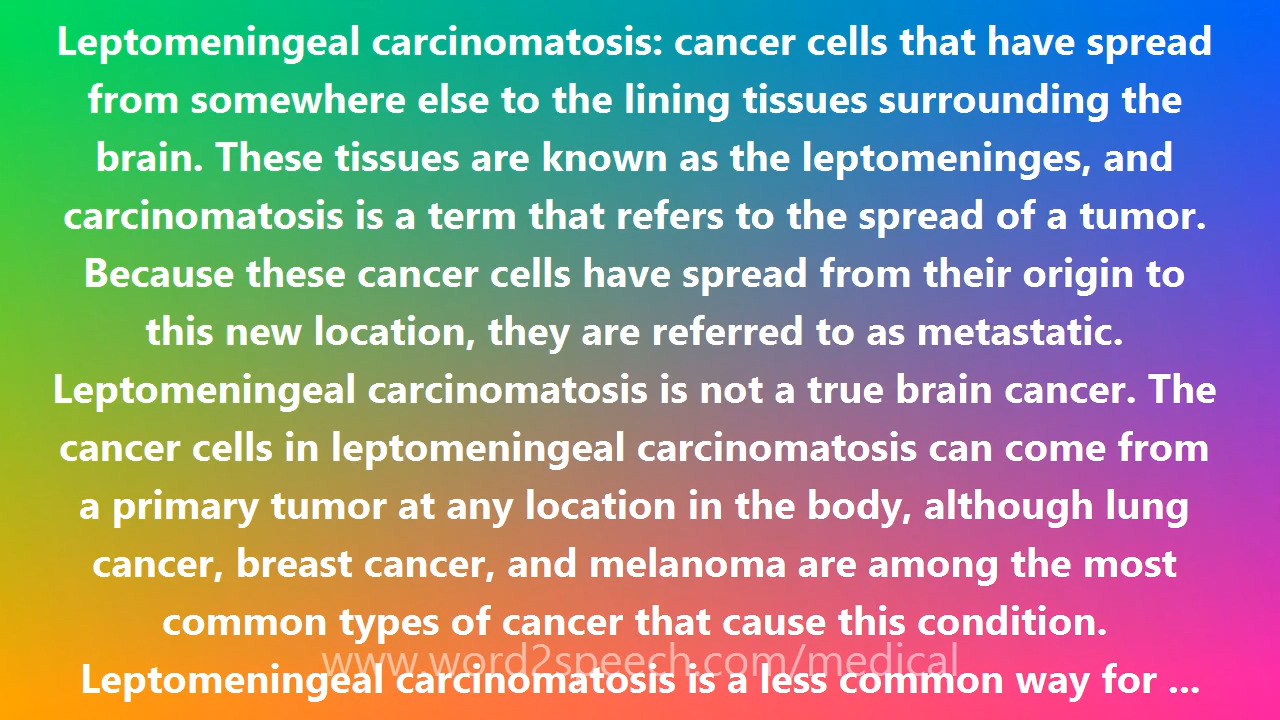 Leptomeningeal carcinomatosis: cancer cells that have spread
from somewhere else to the lining tissues surrounding the
brain. These tissues are known as the leptomeninges, and
carcinomatosis is a term that refers to the spread of a tumor.
Because these cancer cells have spread from their origin to
this new location, they are referred to as metastatic.
Leptomeningeal carcinomatosis is not a true brain cancer. The
cancer cells in leptomeningeal carcinomatosis can come from
a primary tumor at any location in the body, although lung
cancer, breast cancer, and melanoma are among the most
common types of cancer that cause this condition.
www.word2speech.com/medical
Leptomeningeal carcinomatosis is a less common way for ...